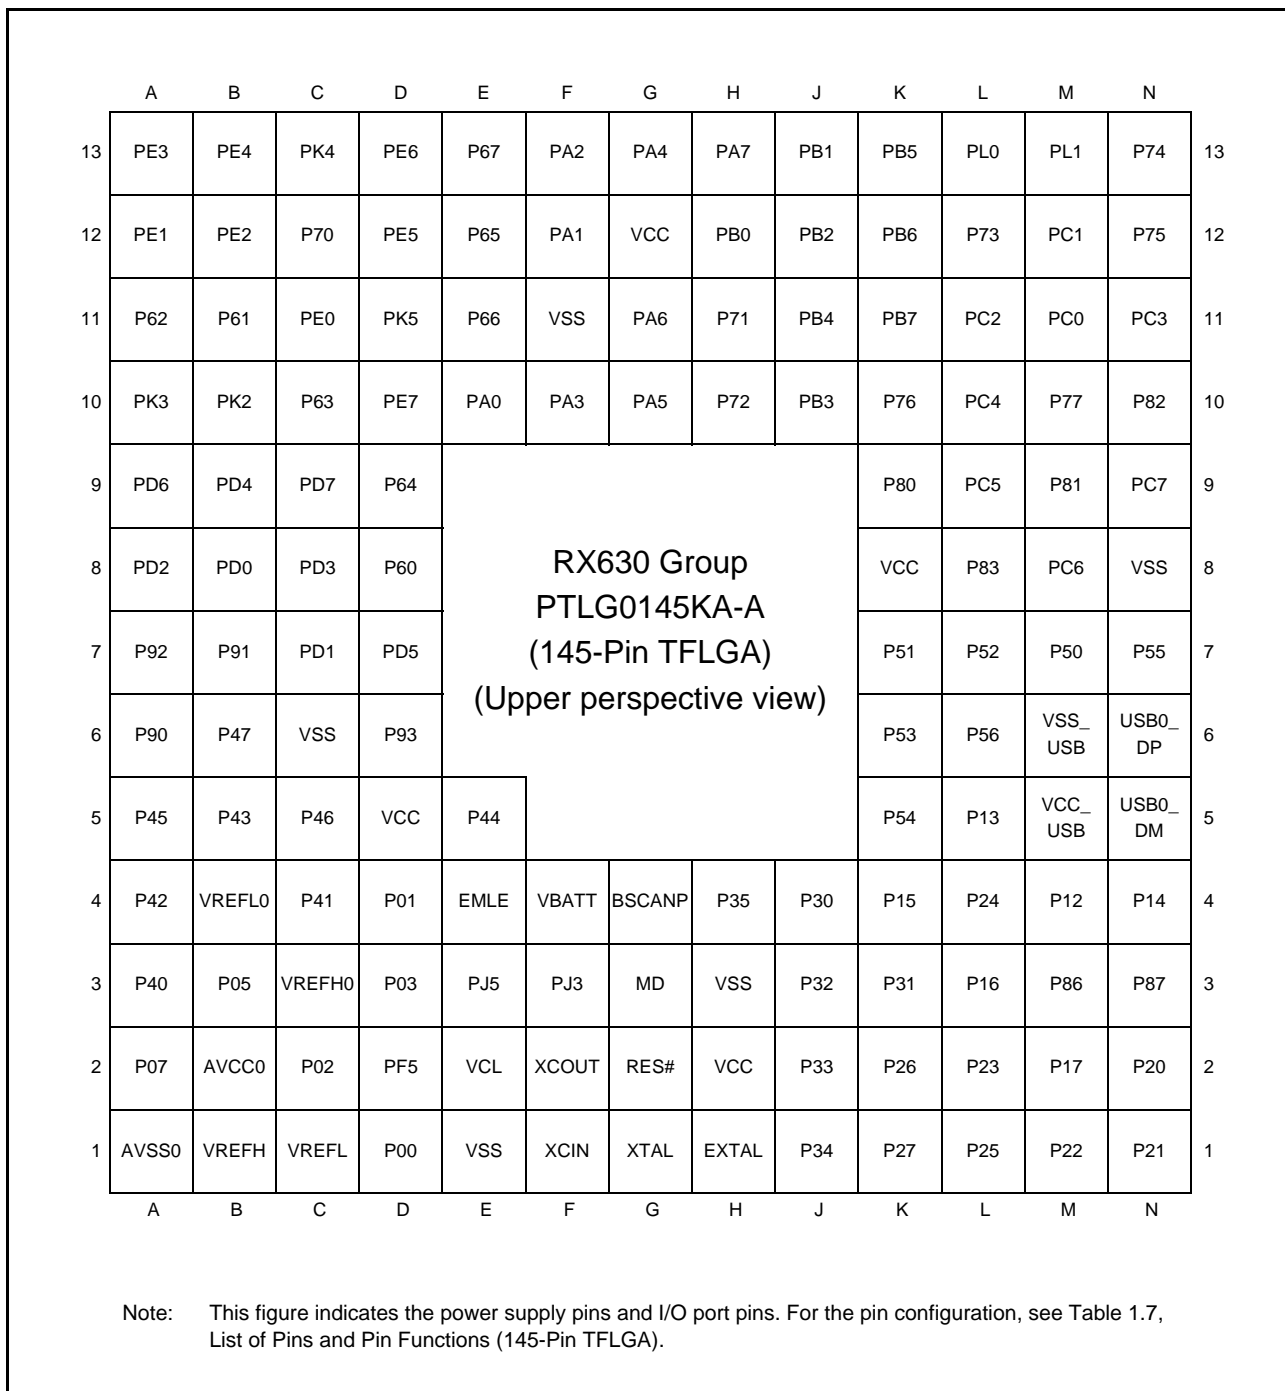 A B C D E F G H J K L M N
13 PE3 PE4 PK4 PE6 P67 PA2 PA4 PA7 PB1 PB5 PL0 PL1 P74 13
12 PE1 PE2 P70 PE5 P65 PA1 VCC PB0 PB2 PB6 P73 PC1 P75 12
11 P62 P61 PE0 PK5 P66 VSS PA6 P71 PB4 PB7 PC2 PC0 PC3 11
10 PK3 PK2 P63 PE7 PA0 PA3 PA5 P72 PB3 P76 PC4 P77 P82 10
9 PD6 PD4 PD7 P64 P80 PC5 P81 PC7 9
8 PD2 PD0 PD3 P60 VCC P83 PC6 VSS 8
7 P92 P91 PD1 PD5 P51 P52 P50 P55 7
RX630 Group
PTLG0145KA-A
(145-Pin TFLGA)
(Upper perspective view)
6 P90 P47 VSS P93 P53 P56 VSS_ USB USB0_ DP 6
5 P45 P43 P46 VCC P44 P54 P13 VCC_ USB USB0_ DM 5
4 P42 VREFL0 P41 P01 EMLE VBATT BSCANP P35 P30 P15 P24 P12 P14 4
3 P40 P05 VREFH0 P03 PJ5 PJ3 MD VSS P32 P31 P16 P86 P87 3
2 P07 AVCC0 P02 PF5 VCL XCOUT RES# VCC P33 P26 P23 P17 P20 2
1 AVSS0 VREFH VREFL P00 VSS XCIN XTAL EXTAL P34 P27 P25 P22 P21 1
A B C D E F G H J K L M N
Note: This figure indicates the power supply pins and I/O port pins. For the pin configuration, see Table 1.7,
List of Pins and Pin Functions (145-Pin TFLGA).